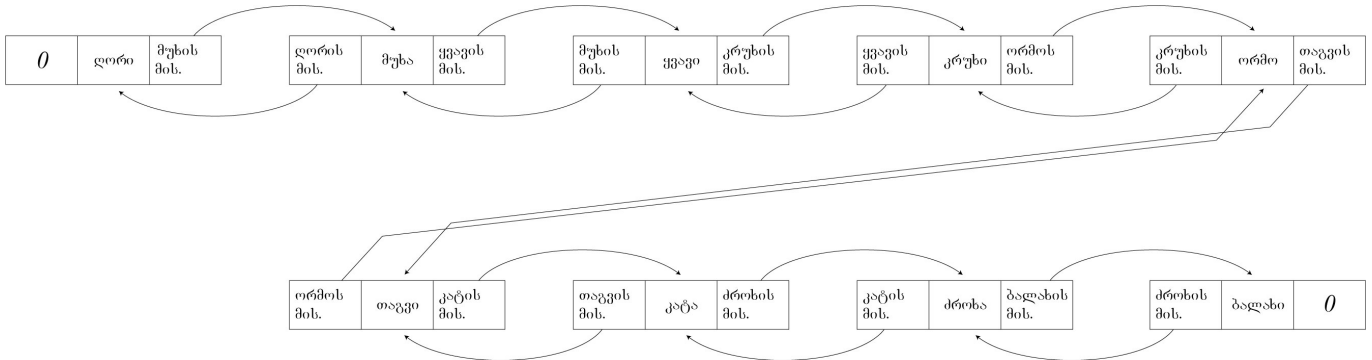 0 ღორი მუხის მის.
ღორის მის. მუხა ყვავის მის.
მუხის მის. ყვავი კრუხის მის.
ყვავის მის. კრუხი ორმოს მის.
კრუხის მის. ორმო თაგვის მის.
ორმოს მის. თაგვი კატის მის.
თაგვის მის. კატა ძროხის მის.
კატის მის. ძროხა ბალახის მის.
ძროხის მის. ბალახი 0